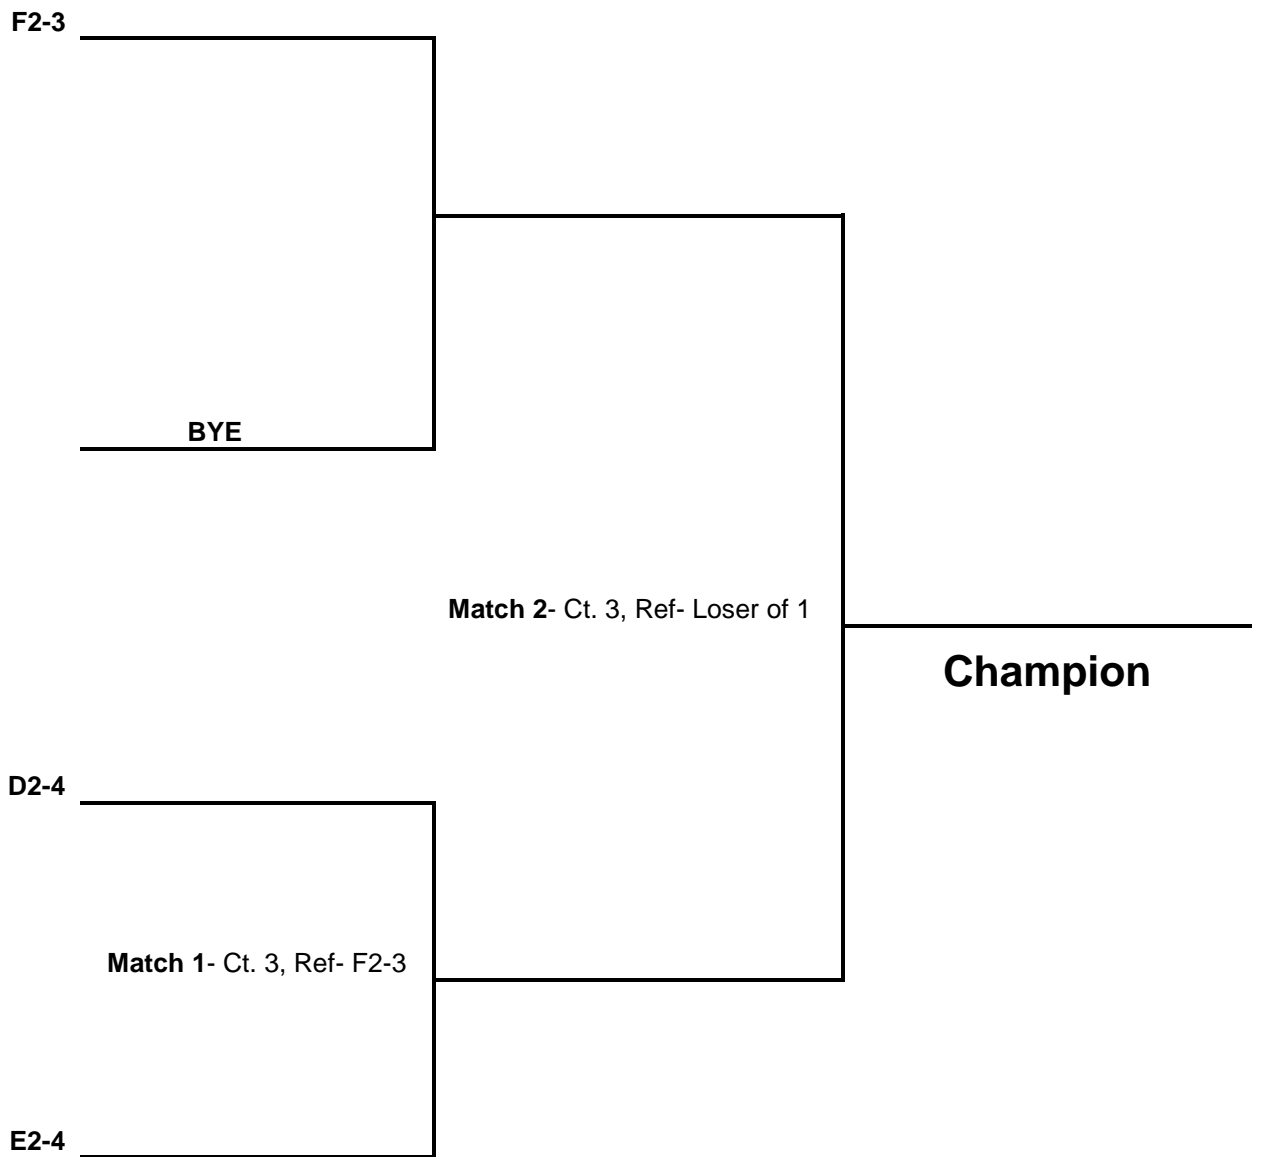 F2-3
BYE
Match 2- Ct. 3, Ref- Loser of 1
Champion
D2-4
Match 1- Ct. 3, Ref- F2-3
E2-4